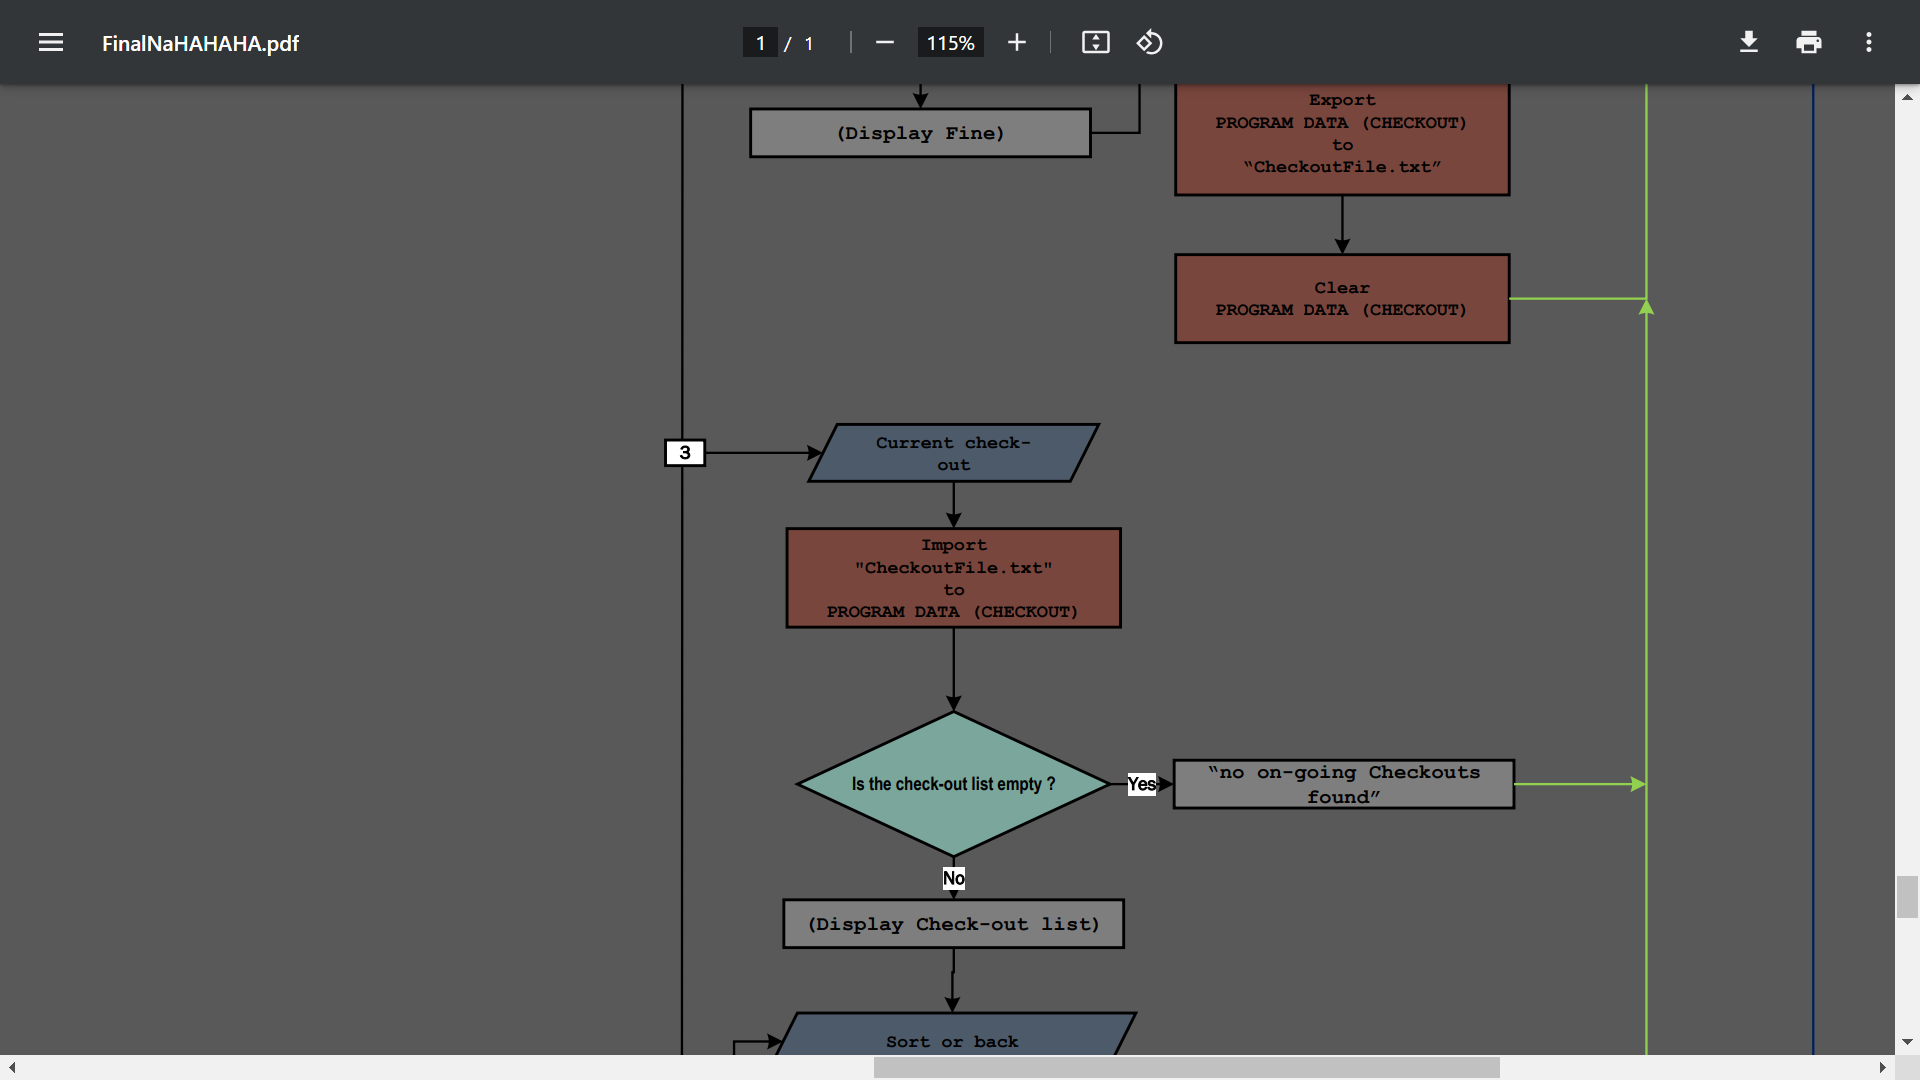 FinalNaHAHAHA.pdf
1 / 1
115%
(Display Fine)
Export
PROGRAM DATA (CHECKOUT)
to
“CheckoutFile.txt”
Clear
PROGRAM DATA (CHECKOUT)
3
Current check-
out
Import
"CheckoutFile.txt"
to
PROGRAM DATA (CHECKOUT)
Is the check-out list empty ?
Yes
“no on-going Checkouts
found”
No
(Display Check-out list)
Sort or back